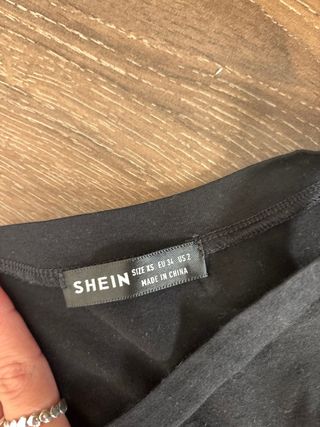 SHEIN
SIZE XS EU 34 US 2
MADE IN CHINA